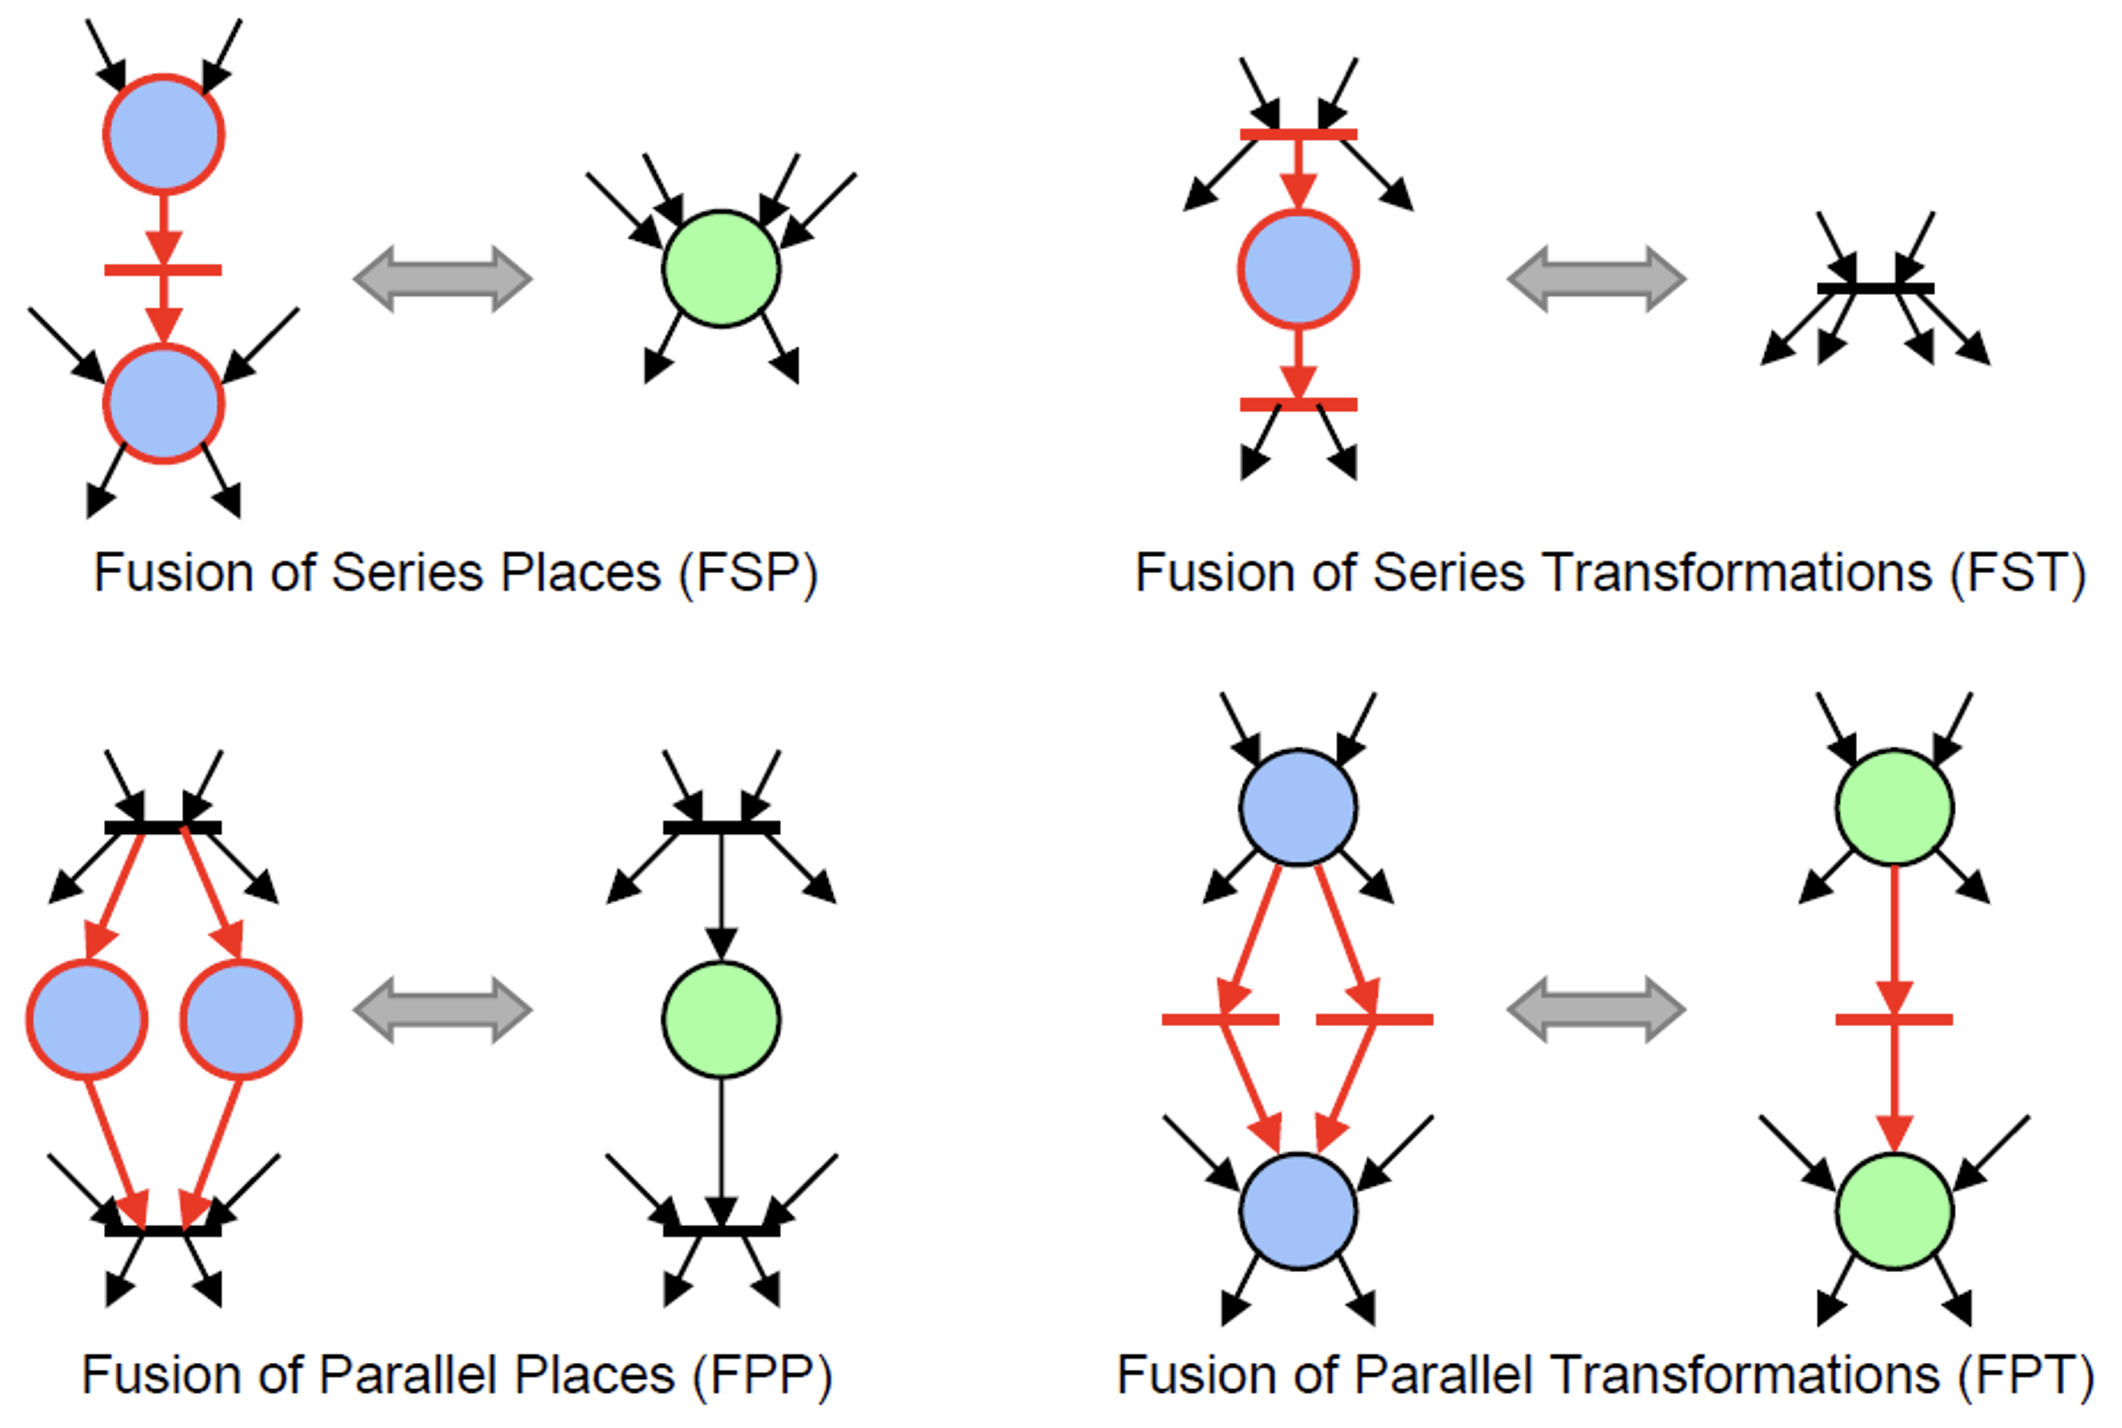 Fusion of Series Places (FSP)
Fusion of Series Transformations (FST)
Fusion of Parallel Places (FPP)
Fusion of Parallel Transformations (FPT)